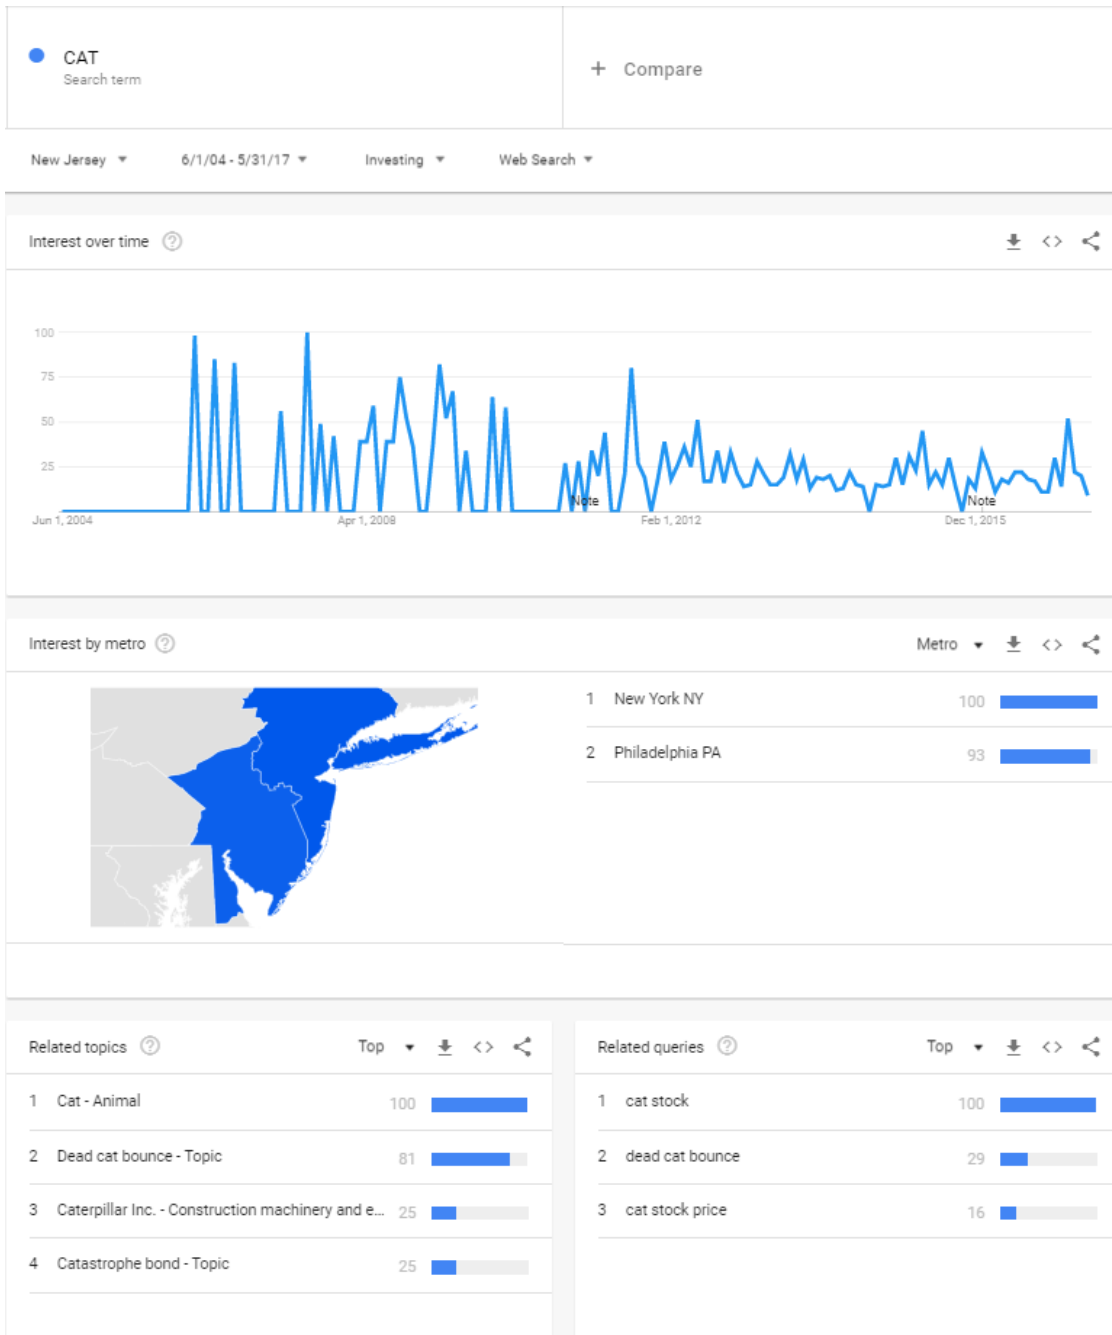 CAT
Search term
+ Compare
New Jersey
6/1/04 - 5/31/17
Investing
Web Search
Interest over time
100
75
50
25
Note
Note
Jun 1, 2004
Apr 1, 2008
Feb 1, 2012
Dec 1, 2015
Interest by metro
Metro
1 New York NY 100
2 Philadelphia PA 93
Related topics
Top
1 Cat - Animal 100
2 Dead cat bounce - Topic 81
3 Caterpillar Inc. - Construction machinery and e... 25
4 Catastrophe bond - Topic 25
Related queries
Top
1 cat stock 100
2 dead cat bounce 29
3 cat stock price 16